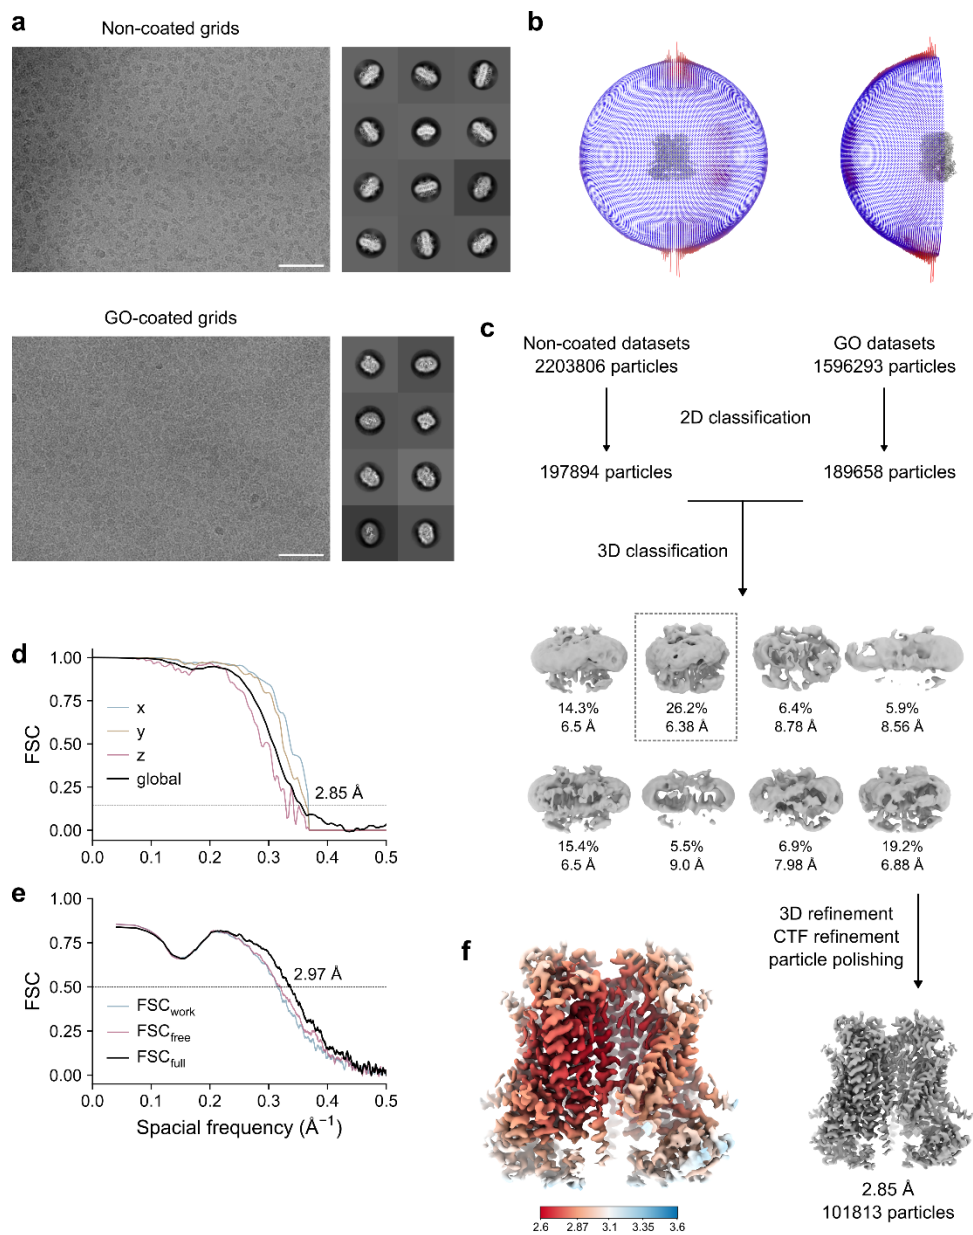 a
Non-coated grids
GO-coated grids
b
c
Non-coated datasets
2203806 particles
GO datasets
1596293 particles
2D classification
197894 particles
189658 particles
3D classification
14.3%
6.5 Å
26.2%
6.38 Å
6.4%
8.78 Å
5.9%
8.56 Å
15.4%
6.5 Å
5.5%
9.0 Å
6.9%
7.98 Å
19.2%
6.88 Å
3D refinement
CTF refinement
particle polishing
2.85 Å
101813 particles
d
FSC
1.00
0.75
0.50
0.25
0.00
x
y
z
global
2.85 Å
0.0
0.1
0.2
0.3
0.4
0.5
e
FSC
1.00
0.75
0.50
0.25
0.00
2.97 Å
FSCwork
FSCfree
FSCfull
0.0
0.1
0.2
0.3
0.4
0.5
Spacial frequency (Å⁻¹)
f
2.6
2.87
3.1
3.35
3.6